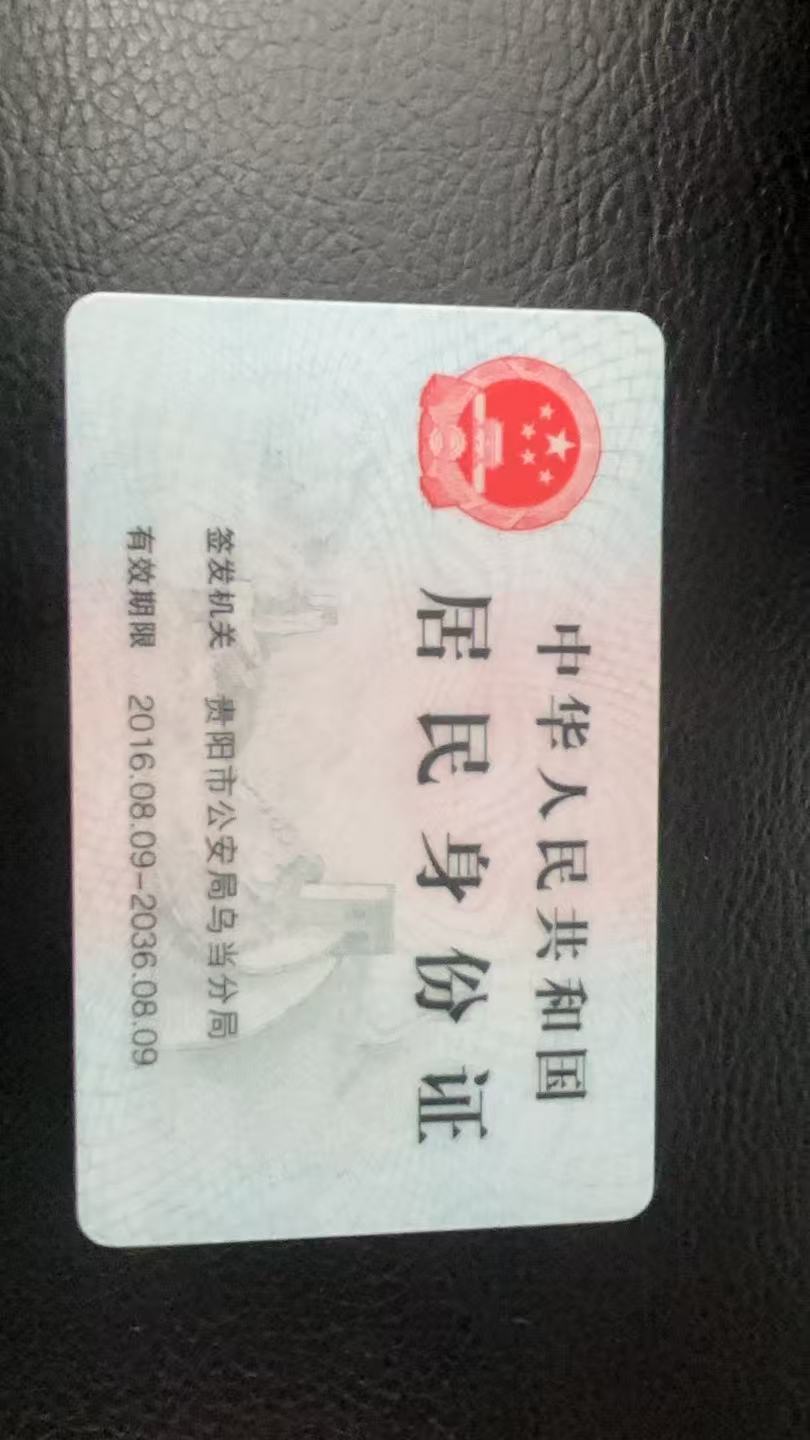 中华人民共和国
居民身份证
签发机关 贵阳市公安局乌当分局
有效期限 2016.08.09-2036.08.09